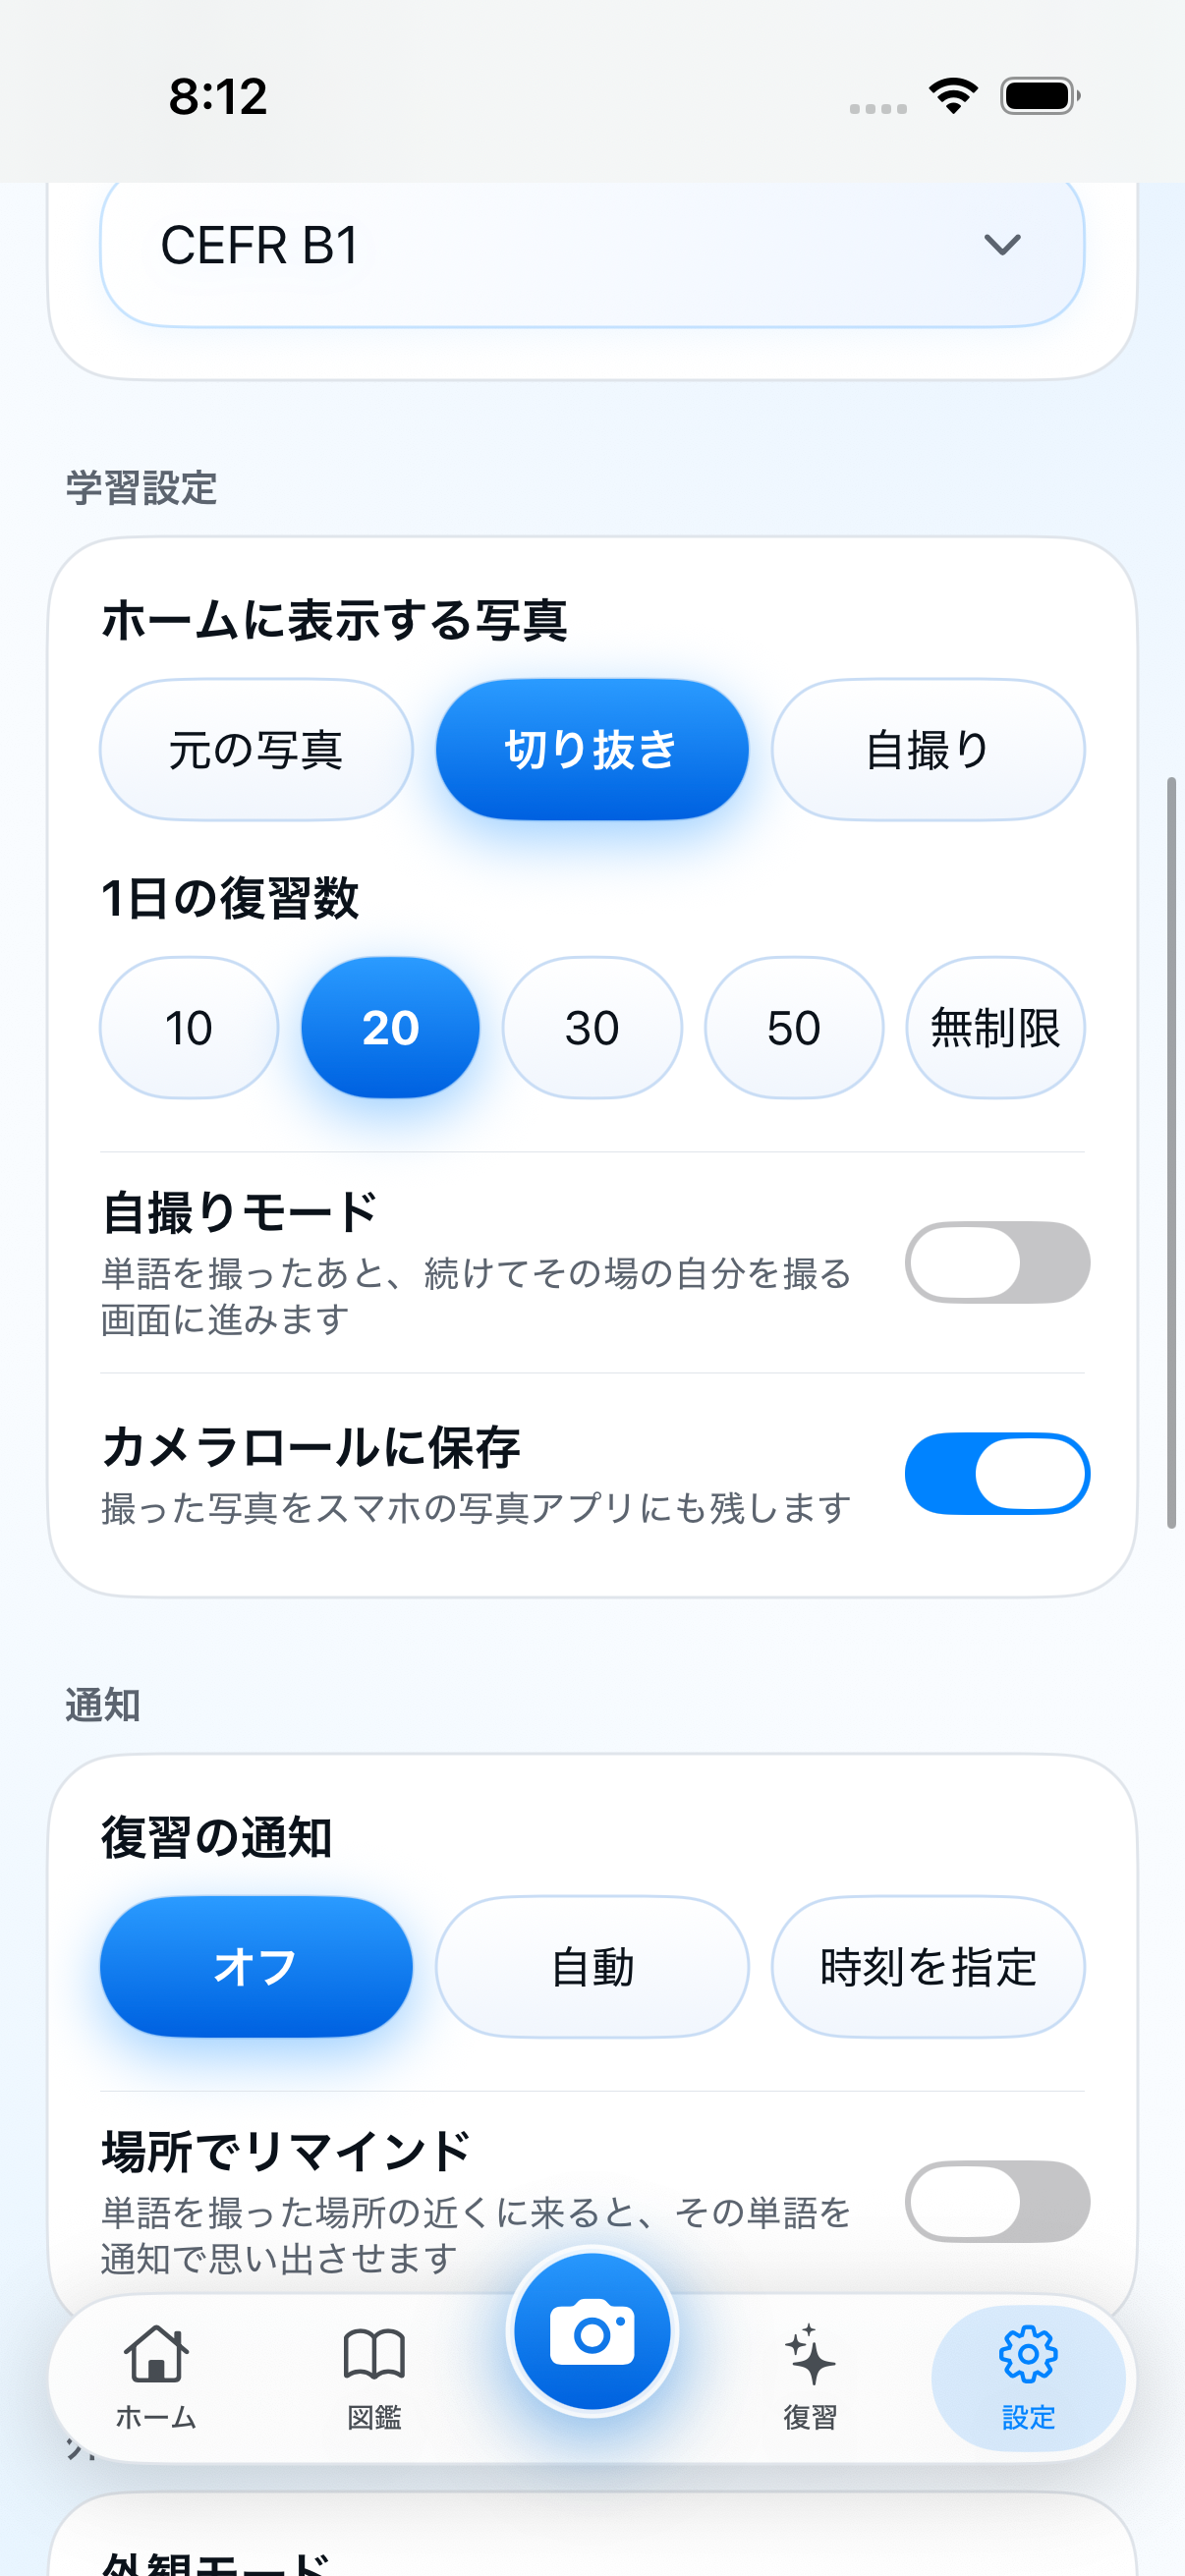 8:12
CEFR B1
学習設定
ホームに表示する写真
元の写真
切り抜き
自撮り
1日の復習数
10
20
30
50
無制限
自撮りモード
単語を撮ったあと、続けてその場の自分を撮る
画面に進みます
カメラロールに保存
撮った写真をスマホの写真アプリにも残します
通知
復習の通知
オフ
自動
時刻を指定
場所でリマインド
単語を撮った場所の近くに来ると、その単語を
通知で思い出させます
ホーム
図鑑
復習
設定
外観モード